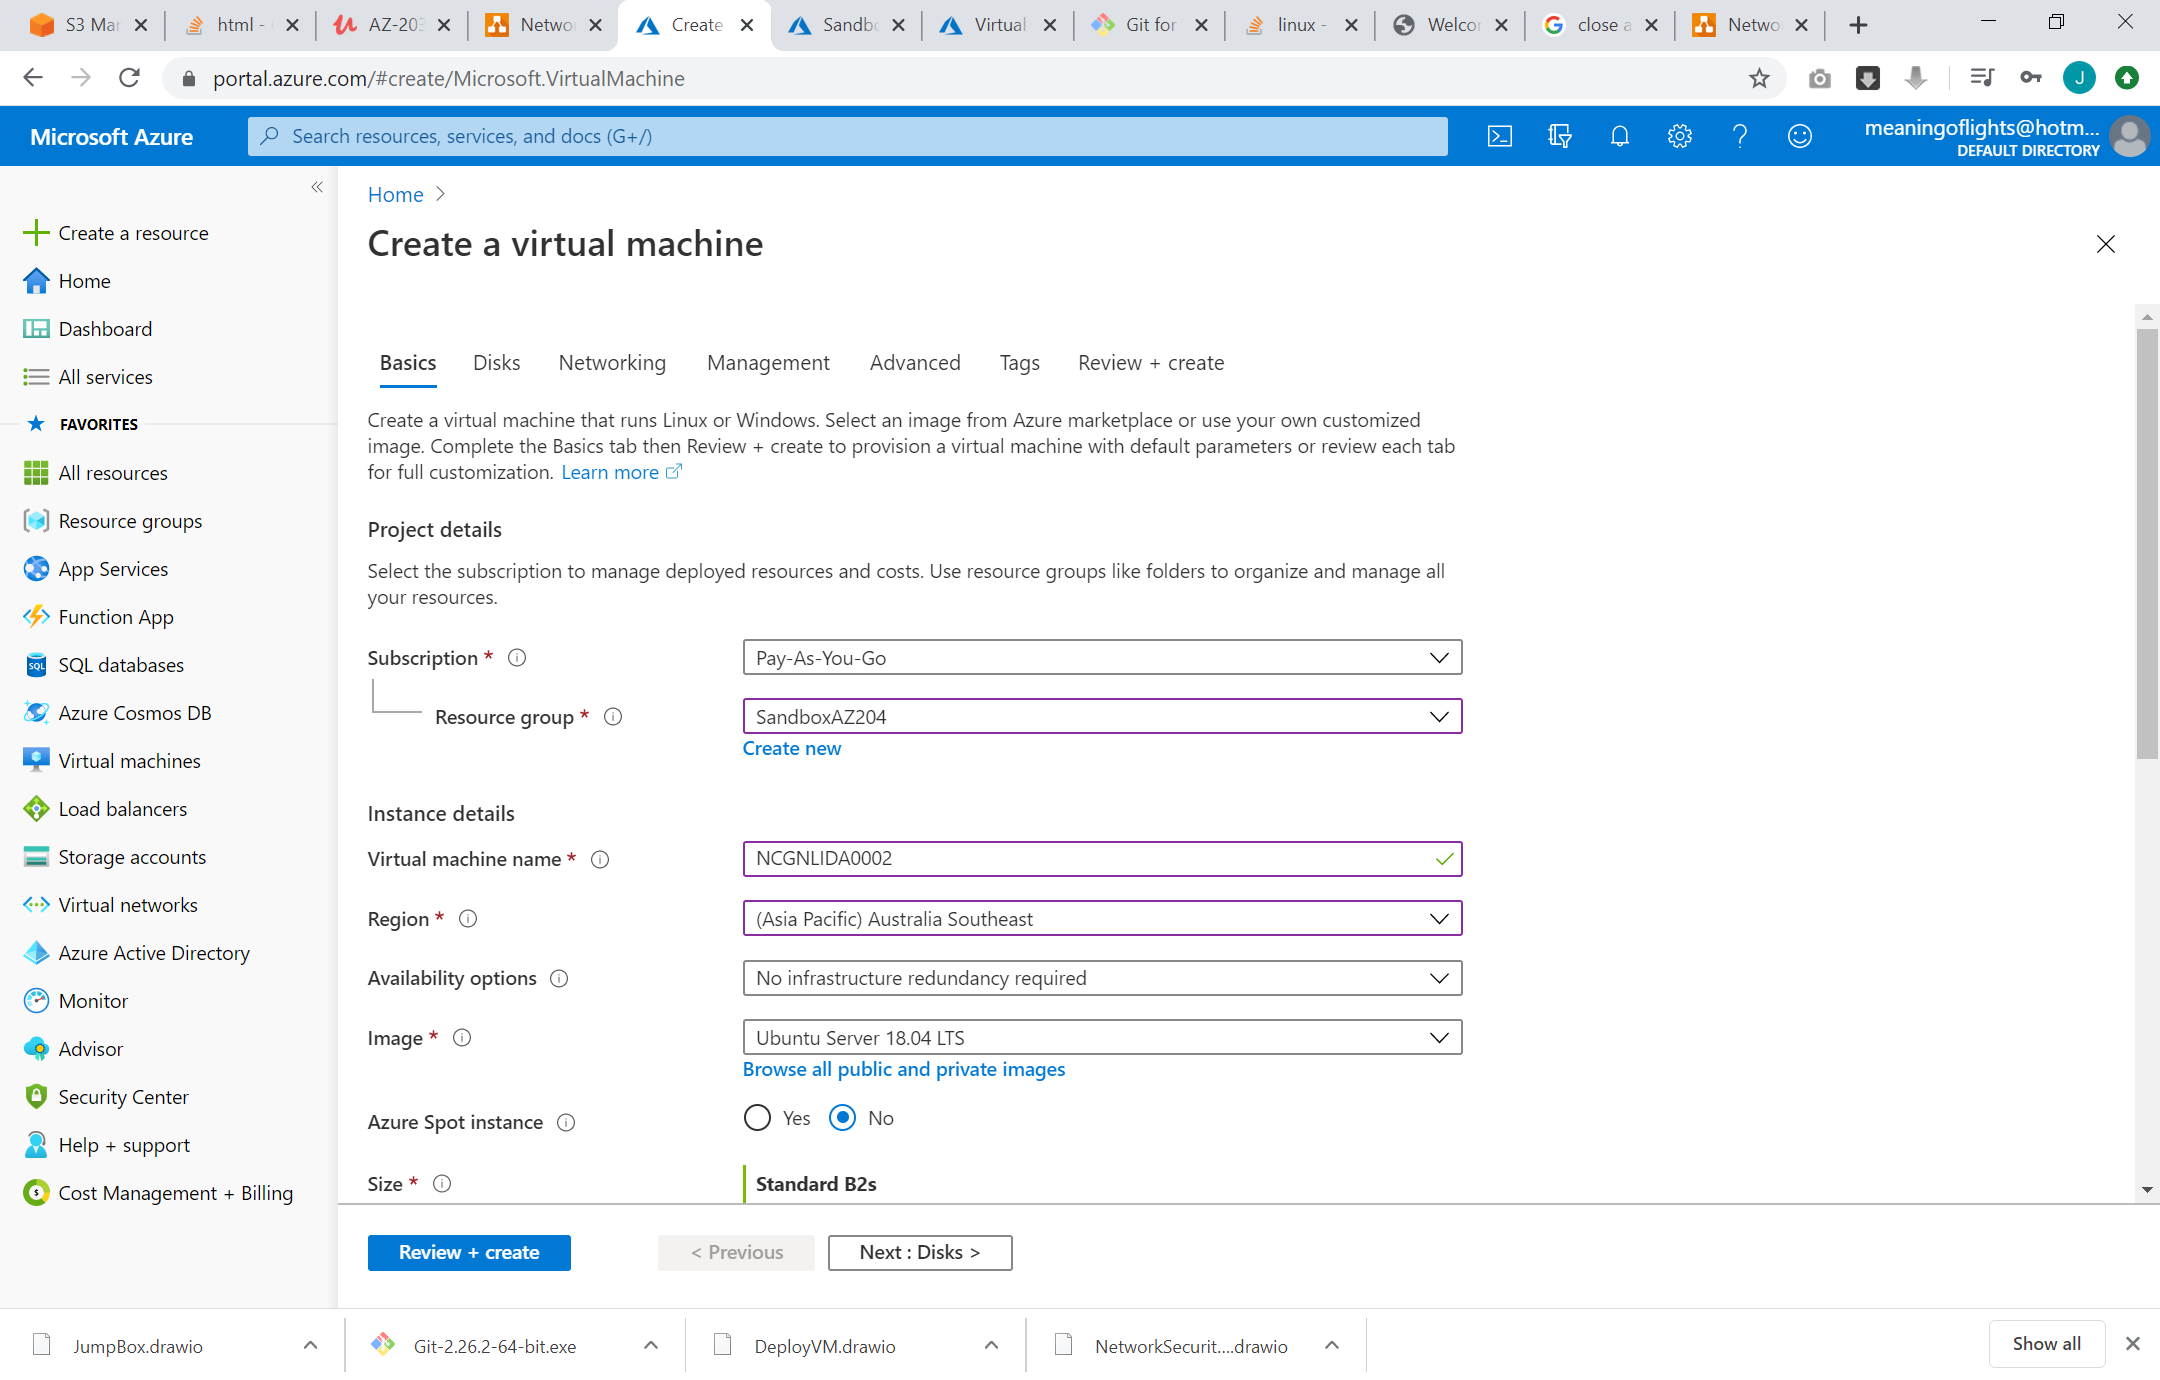 S3 Mar
html -
AZ-203
Netwo
Create
Sandb
Virtual
Git for
linux -
Welcor
close a
Netwo
portal.azure.com/#create/Microsoft.VirtualMachine
J
Microsoft Azure
Search resources, services, and docs (G+/)
meaningoflights@hotm...
DEFAULT DIRECTORY
Create a resource
Home
Dashboard
All services
FAVORITES
All resources
Resource groups
App Services
Function App
SQL databases
Azure Cosmos DB
Virtual machines
Load balancers
Storage accounts
Virtual networks
Azure Active Directory
Monitor
Advisor
Security Center
Help + support
Cost Management + Billing
Home >
Create a virtual machine
Basics Disks Networking Management Advanced Tags Review + create
Create a virtual machine that runs Linux or Windows. Select an image from Azure marketplace or use your own customized
image. Complete the Basics tab then Review + create to provision a virtual machine with default parameters or review each tab
for full customization. Learn more
Project details
Select the subscription to manage deployed resources and costs. Use resource groups like folders to organize and manage all
your resources.
Subscription * Pay-As-You-Go
Resource group * SandboxAZ204
Create new
Instance details
Virtual machine name * NCGNLIDA0002
Region * (Asia Pacific) Australia Southeast
Availability options No infrastructure redundancy required
Image * Ubuntu Server 18.04 LTS
Browse all public and private images
Azure Spot instance Yes No
Size * Standard B2s
Review + create < Previous Next : Disks >
JumpBox.drawio
Git-2.26.2-64-bit.exe
DeployVM.drawio
NetworkSecurit....drawio
Show all